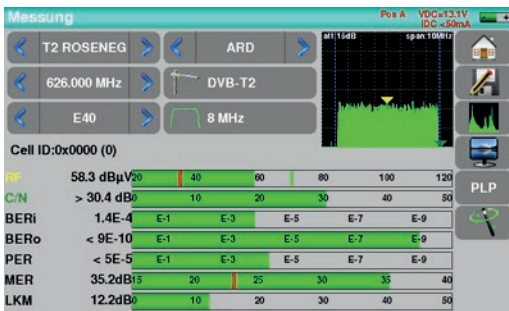 Messung Pos A VDC=13.1V IDC <50mA
T2 ROSENEG ARD
att:10dB span:10MHz
626.000 MHz DVB-T2
E40 8 MHz
Cell ID:0x0000 (0)
RF 58.3 dBµV 20 40 60 80 100 120
C/N > 30.4 dB 0 10 20 30 40 50
PLP
BERi 1.4E-4 E-1 E-3 E-5 E-7 E-9
BERo < 9E-10 E-1 E-3 E-5 E-7 E-9
PER < 5E-5 E-1 E-3 E-5 E-7 E-9
MER 35.2dB 15 20 25 30 35 40
LKM 12.2dB 0 10 20 30 40 50